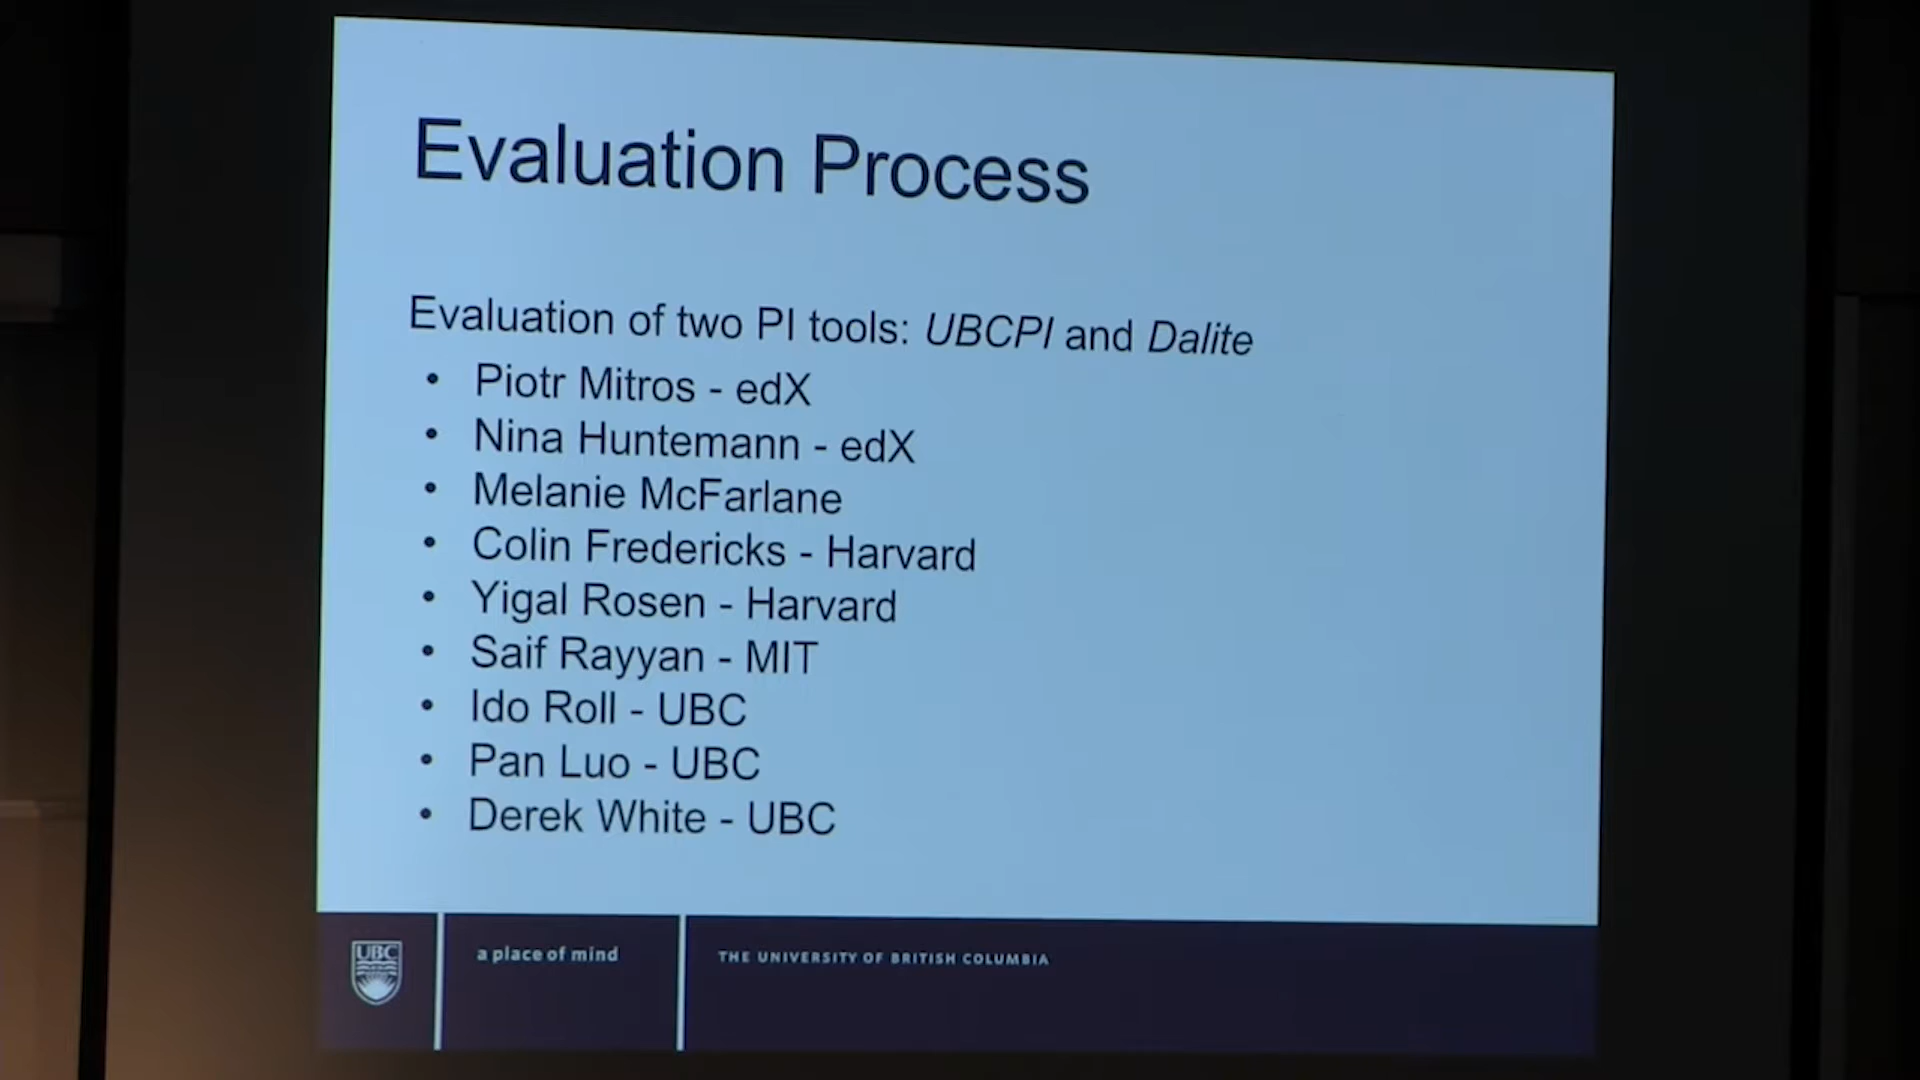 Evaluation Process
Evaluation of two PI tools: UBCPI and Dalite
• Piotr Mitros - edX
• Nina Huntemann - edX
• Melanie McFarlane
• Colin Fredericks - Harvard
• Yigal Rosen - Harvard
• Saif Rayyan - MIT
• Ido Roll - UBC
• Pan Luo - UBC
• Derek White - UBC
UBC
a place of mind
THE UNIVERSITY OF BRITISH COLUMBIA